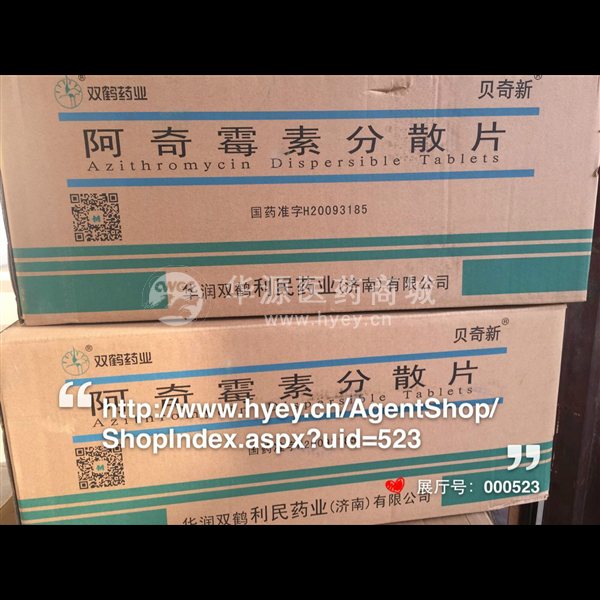 双鹤药业®
贝奇新®
阿奇霉素分散片
Azithromycin Dispersible Tablets
国药准字H20093185
华源医药商城
www.hyey.cn
华润双鹤利民药业(济南)有限公司
双鹤药业®
贝奇新®
阿奇霉素分散片
Azithromycin Dispersible Tablets
“http://www.hyey.cn/AgentShop/
ShopIndex.aspx?uid=523”
展厅号：000523
华润双鹤利民药业(济南)有限公司